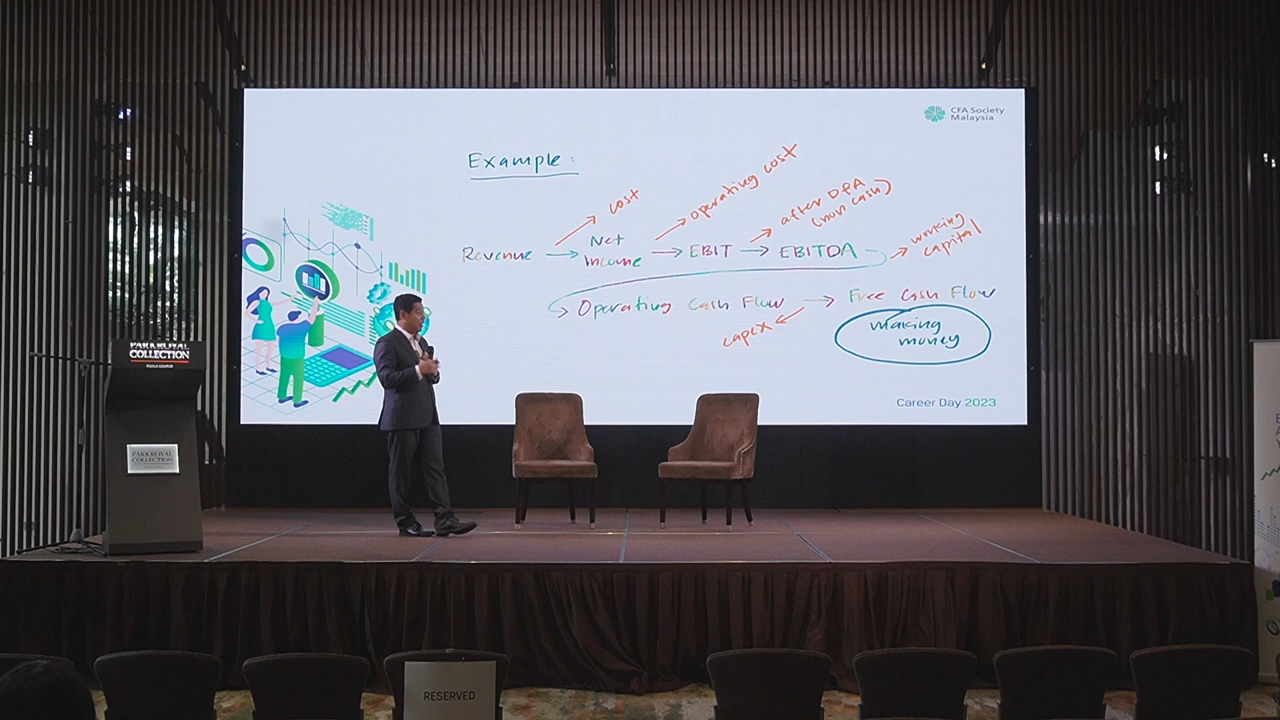 CFA Society
Malaysia
Example:
cost
operating cost
after D&A
(non cash)
working
capital
Revenue → Net Income → EBIT → EBITDA
Operating Cash Flow → Free Cash Flow
capex
making
money
Career Day 2023
PARKROYAL
COLLECTION
KUALA LUMPUR
PARKROYAL
COLLECTION
RESERVED